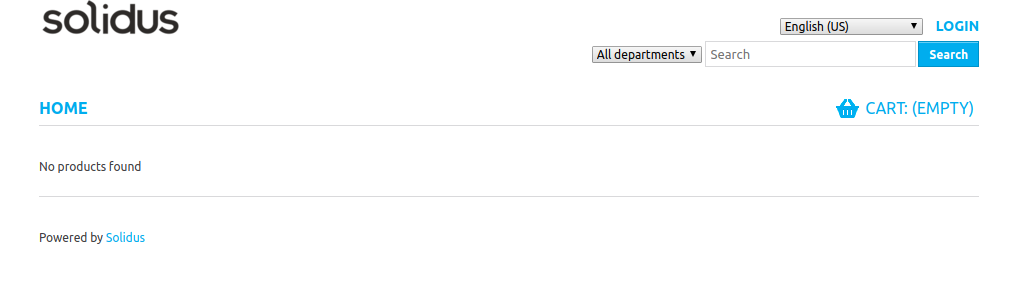 solidus
English (US) LOGIN
All departments Search Search
HOME CART: (EMPTY)
No products found
Powered by Solidus